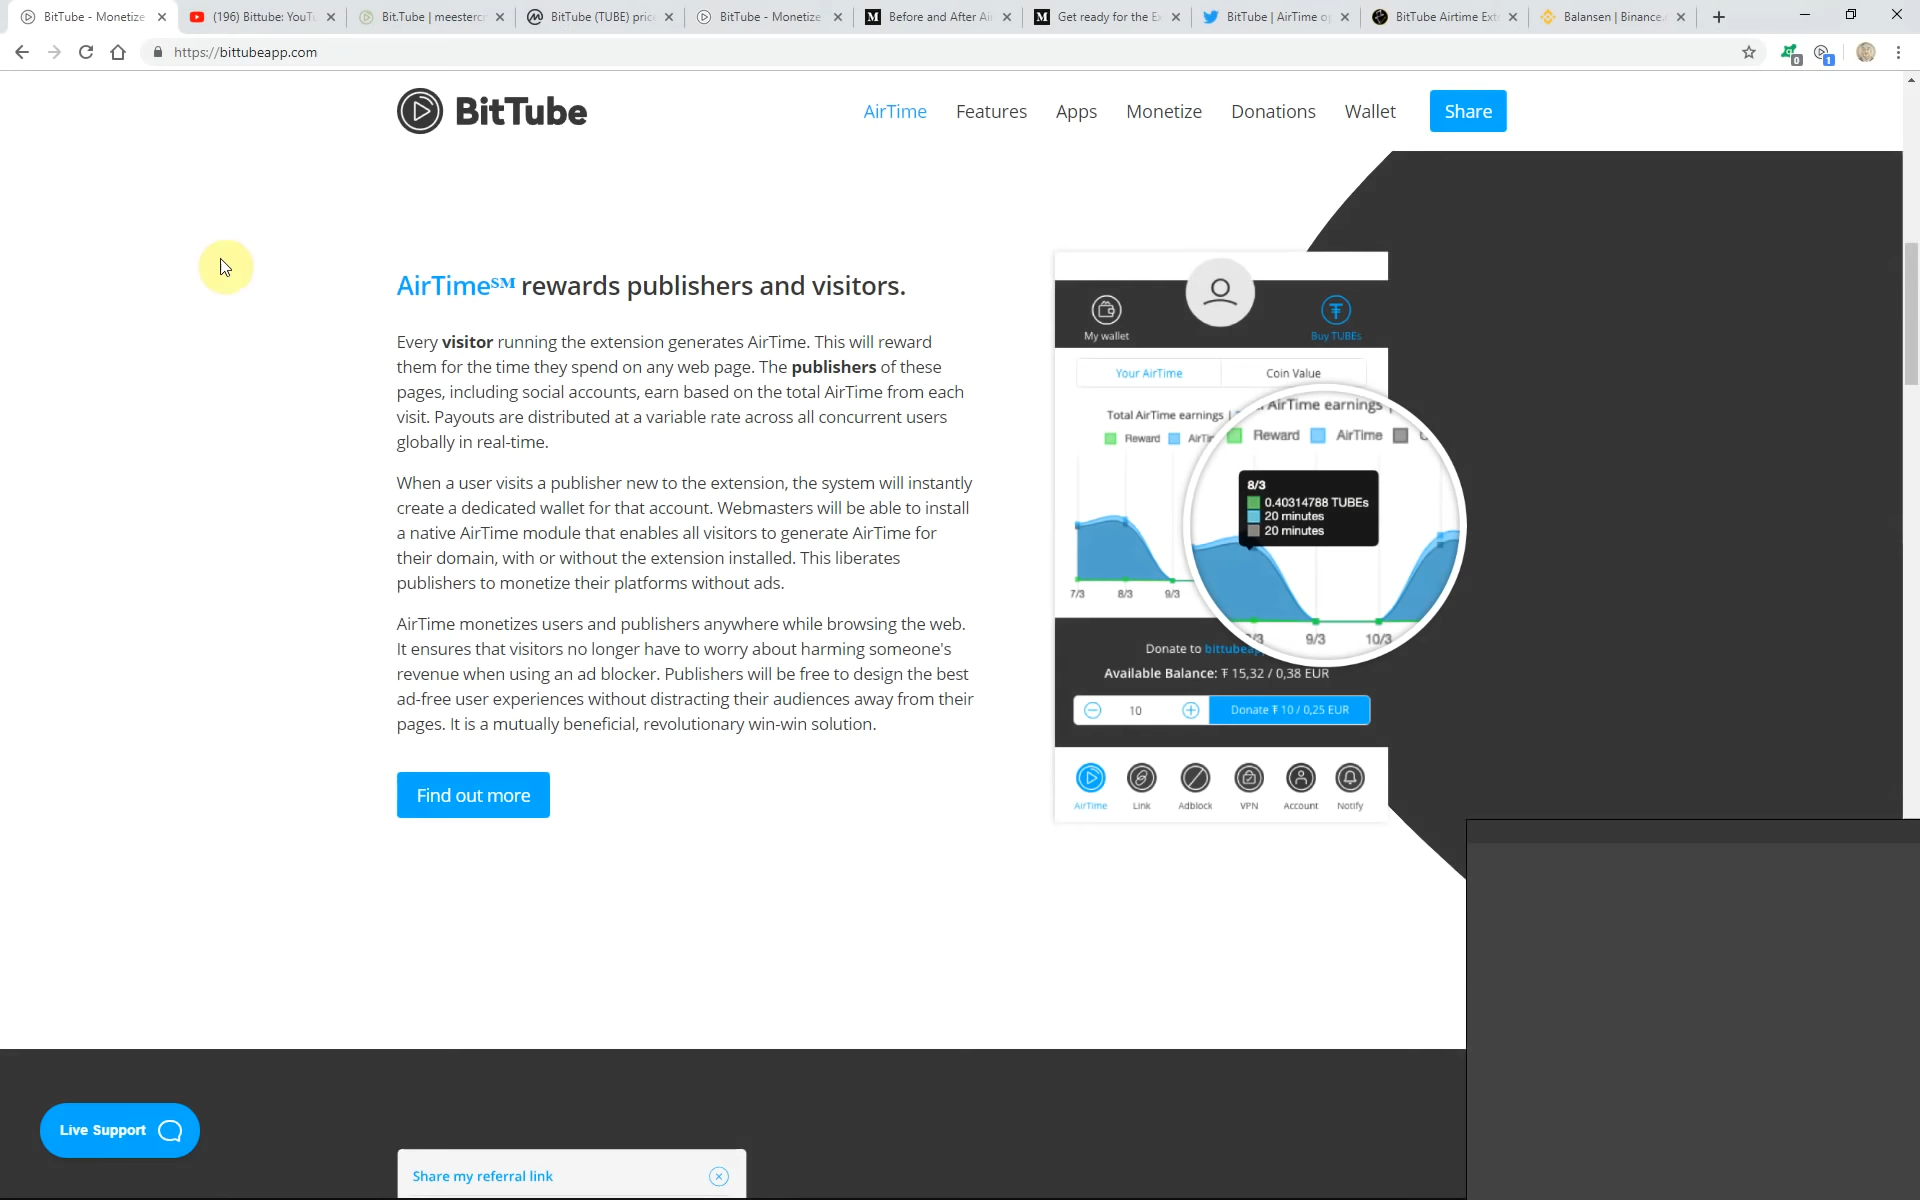 BitTube - Monetize
(196) Bittube: YouTu
Bit.Tube | meestercr
BitTube (TUBE) pric
BitTube - Monetize
Before and After Ai
Get ready for the E
BitTube | AirTime o
BitTube Airtime Ext
Balansen | Binance.
https://bittubeapp.com
0
1
BitTube
AirTime
Features
Apps
Monetize
Donations
Wallet
Share
AirTime℠ rewards publishers and visitors.
Every visitor running the extension generates AirTime. This will reward
them for the time they spend on any web page. The publishers of these
pages, including social accounts, earn based on the total AirTime from each
visit. Payouts are distributed at a variable rate across all concurrent users
globally in real-time.
When a user visits a publisher new to the extension, the system will instantly
create a dedicated wallet for that account. Webmasters will be able to install
a native AirTime module that enables all visitors to generate AirTime for
their domain, with or without the extension installed. This liberates
publishers to monetize their platforms without ads.
AirTime monetizes users and publishers anywhere while browsing the web.
It ensures that visitors no longer have to worry about harming someone's
revenue when using an ad blocker. Publishers will be free to design the best
ad-free user experiences without distracting their audiences away from their
pages. It is a mutually beneficial, revolutionary win-win solution.
Find out more
My wallet
Buy TUBEs
Your AirTime
Coin Value
Total AirTime earnings |
AirTime earnings
Reward
AirTi
Reward
AirTime
8/3
0.40314788 TUBEs
20 minutes
20 minutes
7/3
8/3
9/3
/3
9/3
10/3
Donate to bittubeap
Available Balance: ₮ 15,32 / 0,38 EUR
10
Donate ₮ 10 / 0,25 EUR
AirTime
Link
Adblock
VPN
Account
Notify
Live Support
Share my referral link